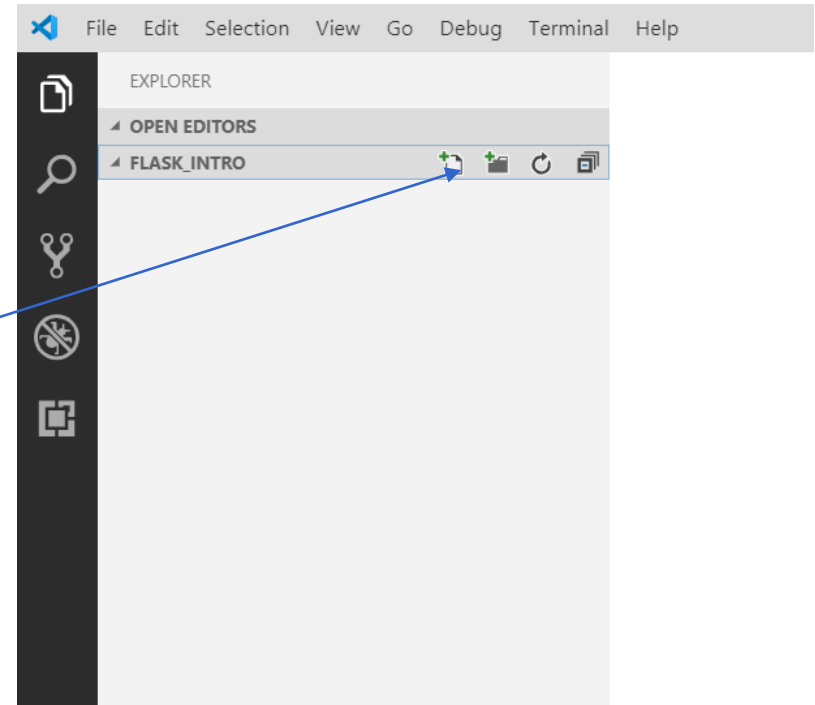 File Edit Selection View Go Debug Terminal Help
EXPLORER
OPEN EDITORS
FLASK_INTRO